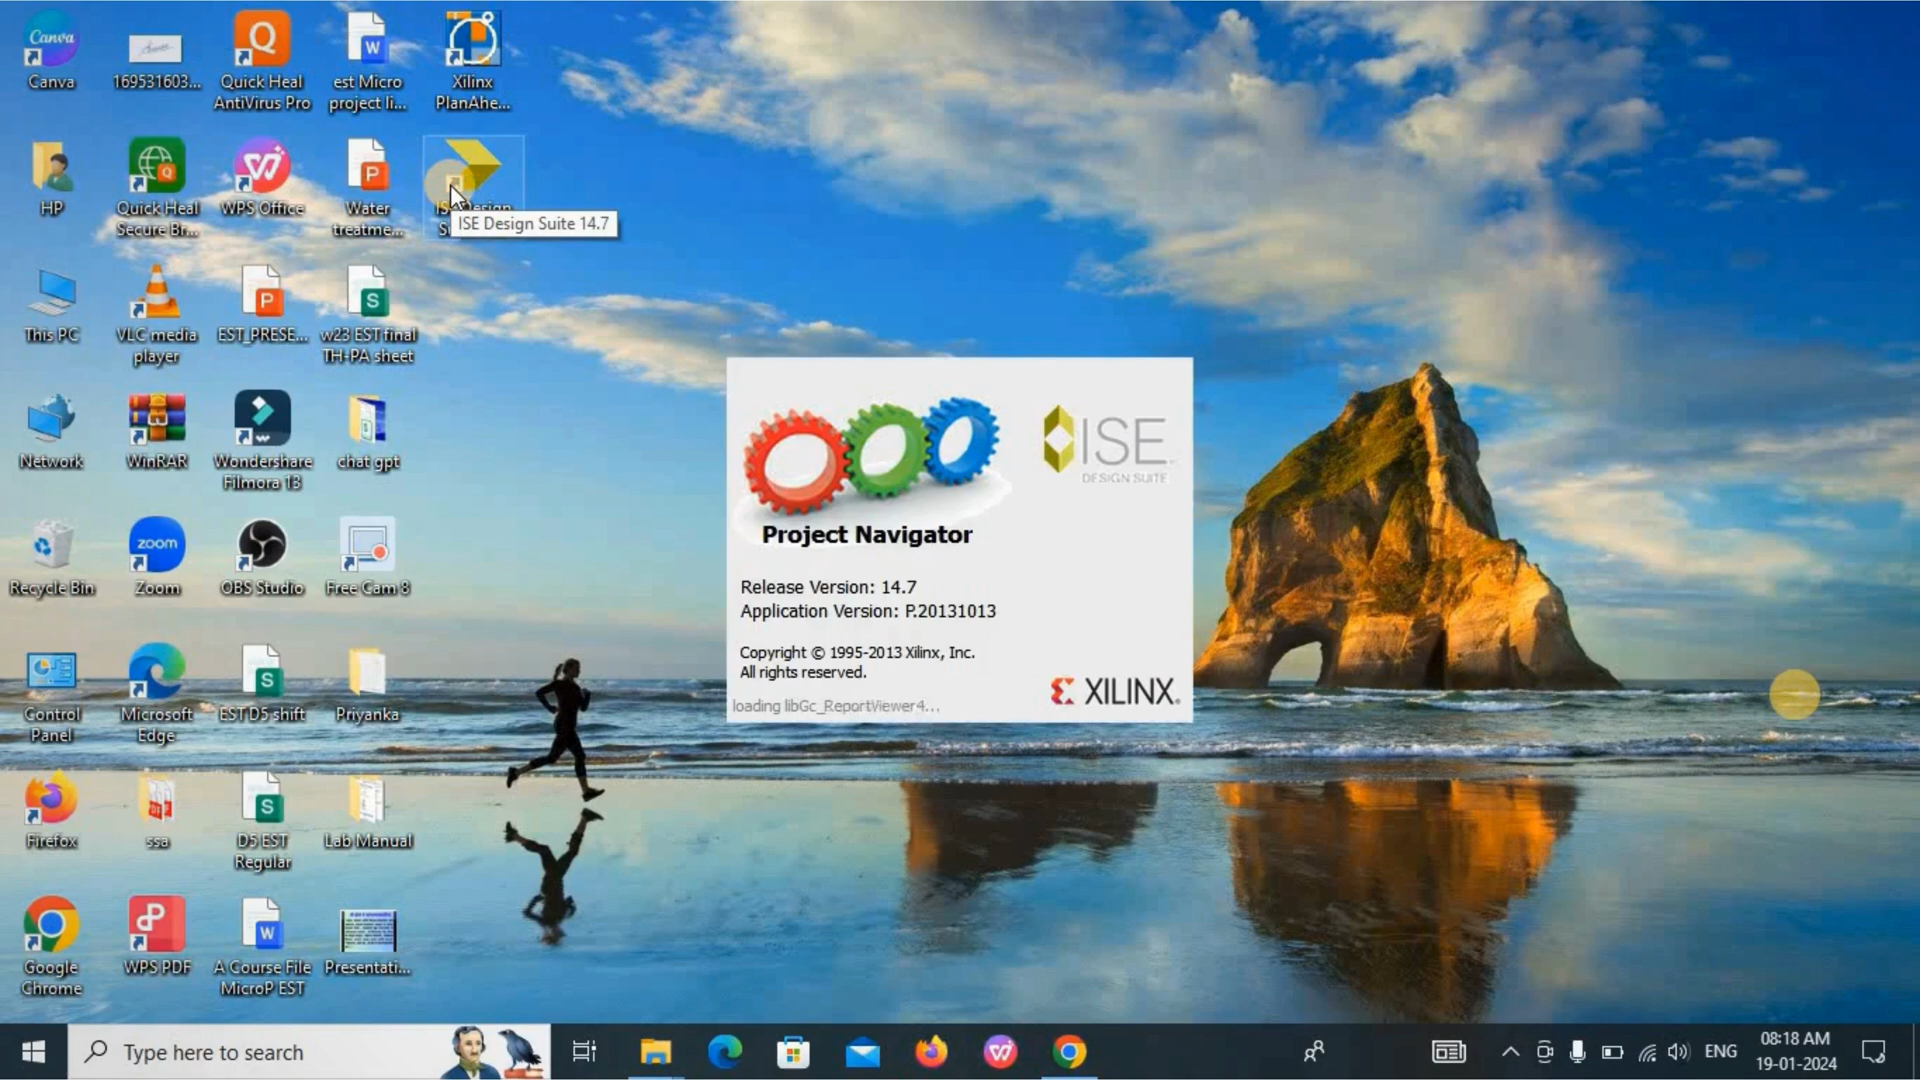 Canva
Canva
169531603...
Quick Heal
AntiVirus Pro
est Micro
project li...
Xilinx
PlanAhe...
HP
Quick Heal
Secure Br...
WPS Office
Water
treatme...
ISE Design
ISE Design Suite 14.7
This PC
VLC media
player
EST_PRESE...
w23 EST final
TH-PA sheet
Network
WinRAR
Wondershare
Filmora 13
chat gpt
Recycle Bin
zoom
Zoom
OBS Studio
Free Cam 8
Control
Panel
Microsoft
Edge
EST D5 shift
Priyanka
Firefox
ssa
D5 EST
Regular
Lab Manual
Google
Chrome
WPS PDF
A Course File
MicroP EST
Presentati...
ISE
DESIGN SUITE
Project Navigator
Release Version: 14.7
Application Version: P.20131013
Copyright © 1995-2013 Xilinx, Inc.
All rights reserved.
loading libGc_ReportViewer4...
XILINX
Type here to search
ENG
08:18 AM
19-01-2024